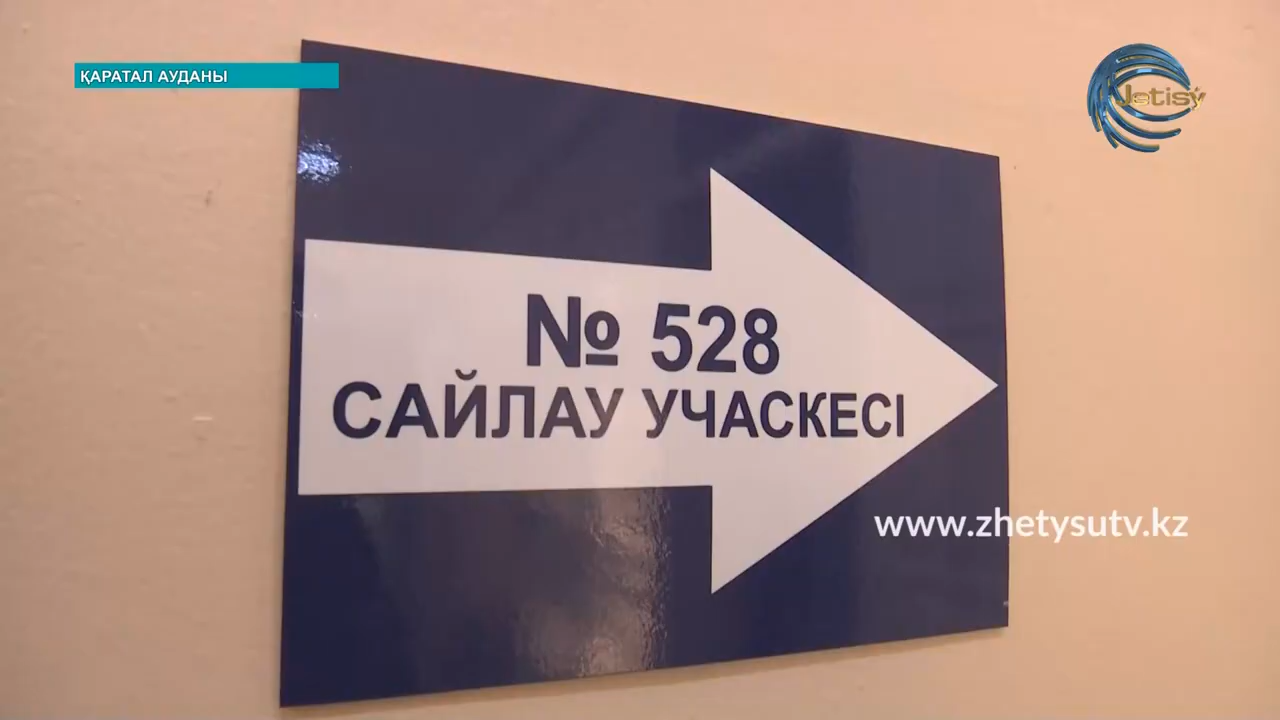 ҚАРАТАЛ АУДАНЫ
Jetisý
№ 528
САЙЛАУ УЧАСКЕСІ
www.zhetysutv.kz